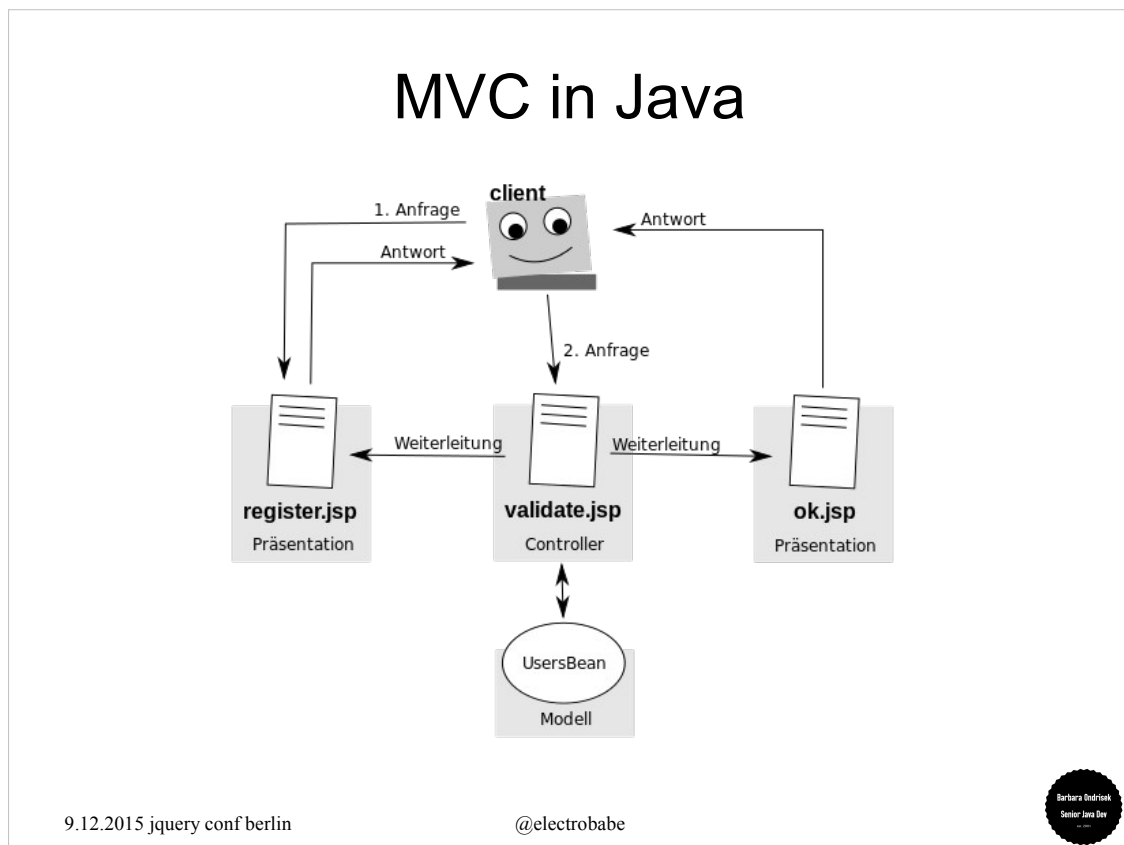 MVC in Java
client
1. Anfrage
Antwort
Antwort
2. Anfrage
Weiterleitung
Weiterleitung
register.jsp
Präsentation
validate.jsp
Controller
ok.jsp
Präsentation
UsersBean
Modell
9.12.2015 jquery conf berlin
@electrobabe
Barbara Ondrisek
Senior Java Dev